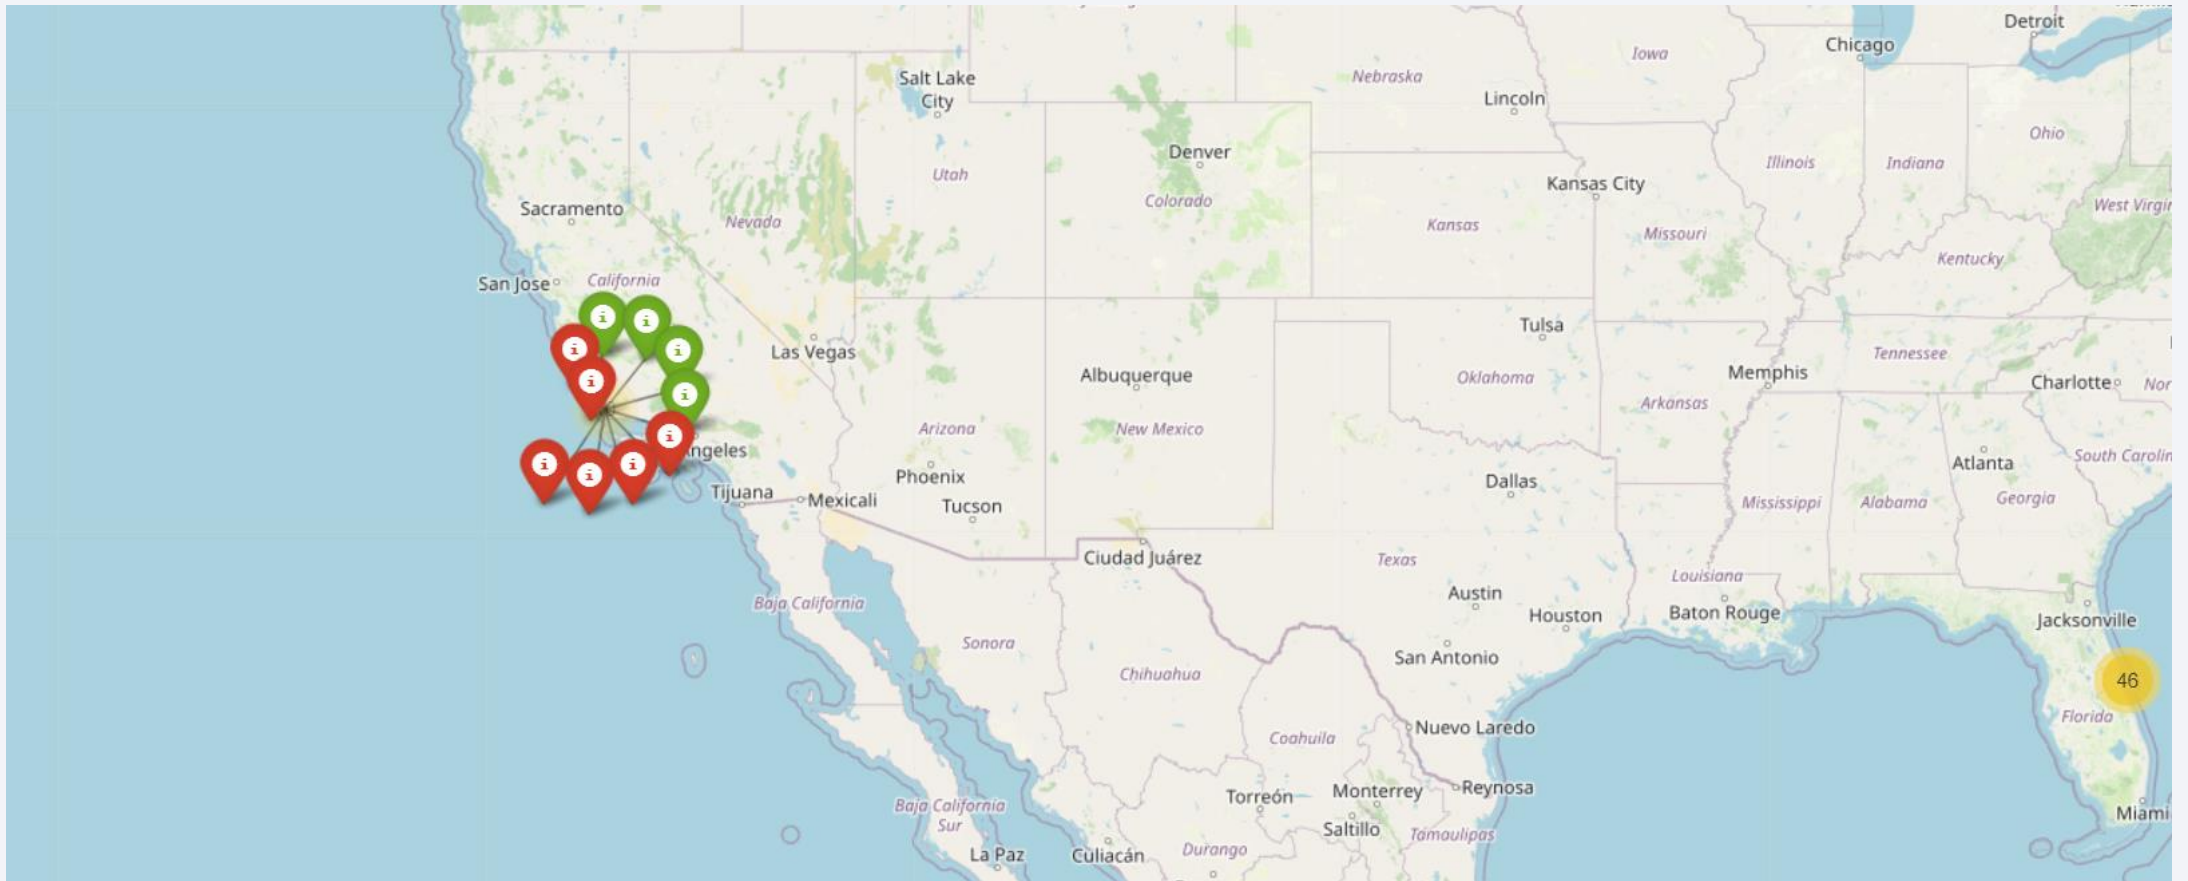 Detroit
Chicago
Iowa
Salt Lake
City
Nebraska
Lincoln
Ohio
Denver
Illinois
Indiana
Utah
Kansas City
Colorado
Sacramento
West Virgin
Nevada
Kansas
Missouri
Kentucky
San Jose
California
Tulsa
Las Vegas
Tennessee
Albuquerque
Oklahoma
Memphis
Charlotte
Nor
Arkansas
Arizona
New Mexico
ngeles
Phoenix
Atlanta
South Carolin
Dallas
Tijuana
Mexicali
Tucson
Mississippi
Alabama
Georgia
Ciudad Juárez
Texas
Louisiana
Austin
Baja California
Houston
Baton Rouge
Jacksonville
Sonora
San Antonio
Chihuahua
46
Florida
Nuevo Laredo
Coahuila
Torreón
Monterrey
Reynosa
Baja California
Sur
Miami
Saltillo
Tamaulipas
La Paz
Culiacán
Durango
i
i
i
i
i
i
i
i
i
i